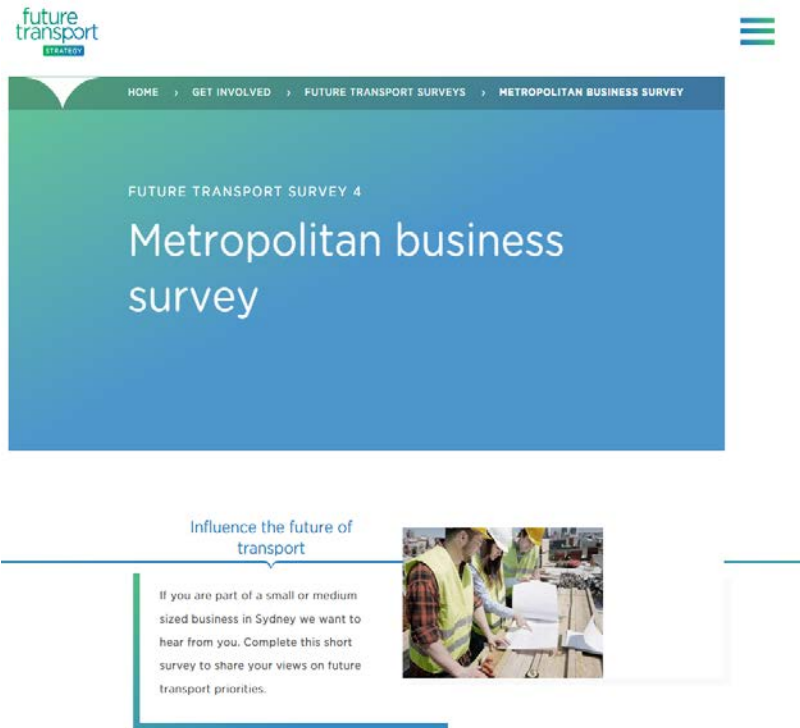 future
transport
STRATEGY
HOME › GET INVOLVED › FUTURE TRANSPORT SURVEYS › METROPOLITAN BUSINESS SURVEY
FUTURE TRANSPORT SURVEY 4
Metropolitan business
survey
Influence the future of
transport
If you are part of a small or medium
sized business in Sydney we want to
hear from you. Complete this short
survey to share your views on future
transport priorities.